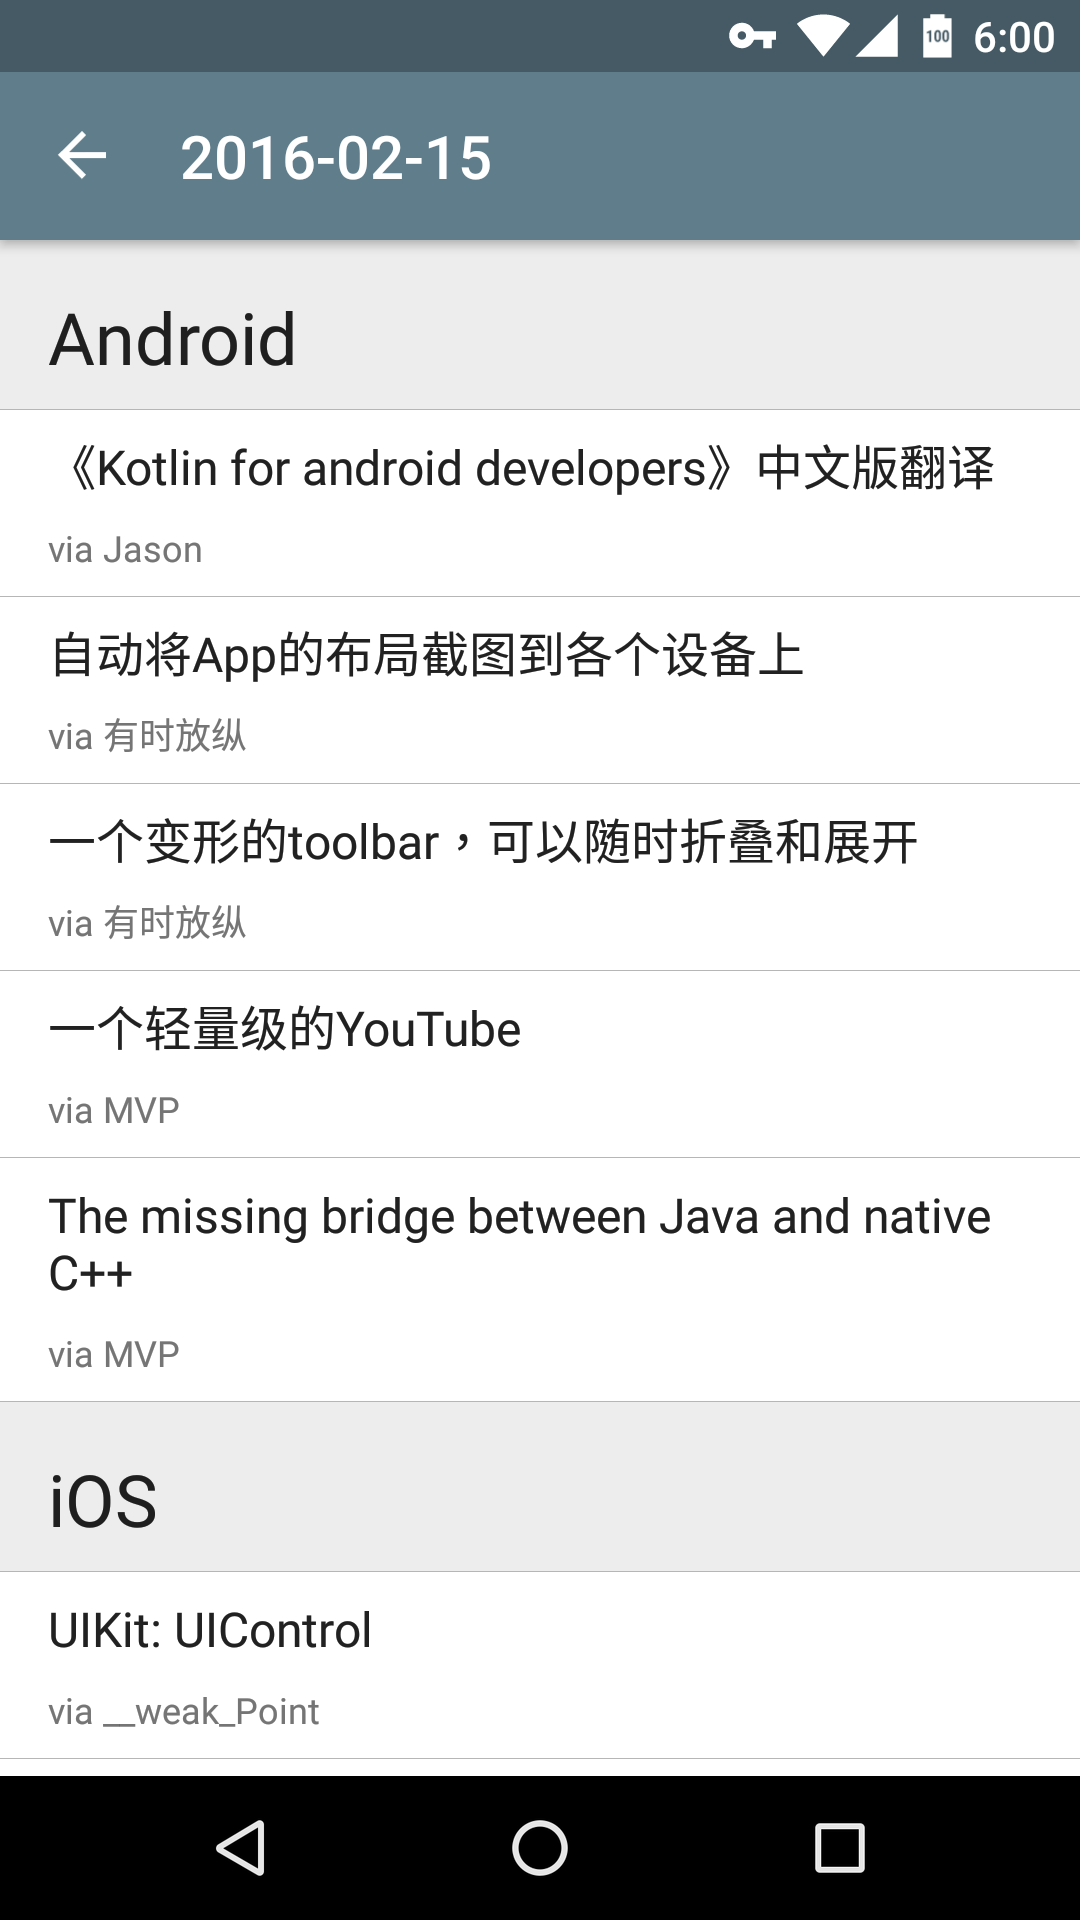 100 6:00
2016-02-15
Android
《Kotlin for android developers》中文版翻译
via Jason
自动将App的布局截图到各个设备上
via 有时放纵
一个变形的toolbar，可以随时折叠和展开
via 有时放纵
一个轻量级的YouTube
via MVP
The missing bridge between Java and native
C++
via MVP
iOS
UIKit: UIControl
via __weak_Point